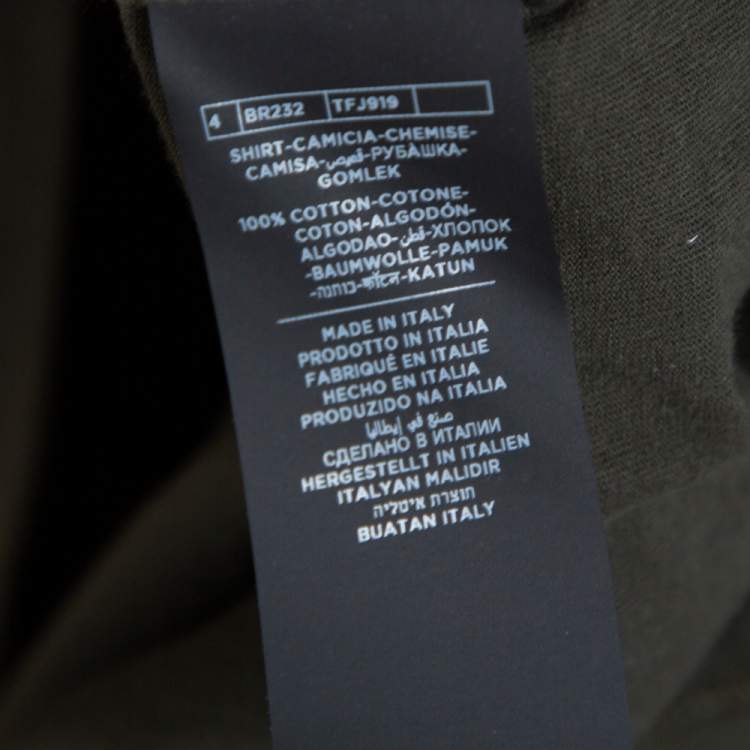 4 BR232 TFJ919
SHIRT-CAMICIA-CHEMISE-
CAMISA-قميص-РУБАШКА-
GOMLEK
100% COTTON-COTONE-
COTON-ALGODÓN-
ALGODAO-قطن-ХЛОПОК
-BAUMWOLLE-PAMUK
-כותנה-कॉटन-KATUN
MADE IN ITALY
PRODOTTO IN ITALIA
FABRIQUÉ EN ITALIE
HECHO EN ITALIA
PRODUZIDO NA ITALIA
صنع في إيطاليا
СДЕЛАНО В ИТАЛИИ
HERGESTELLT IN ITALIEN
ITALYAN MALIDIR
תוצרת איטליה
BUATAN ITALY